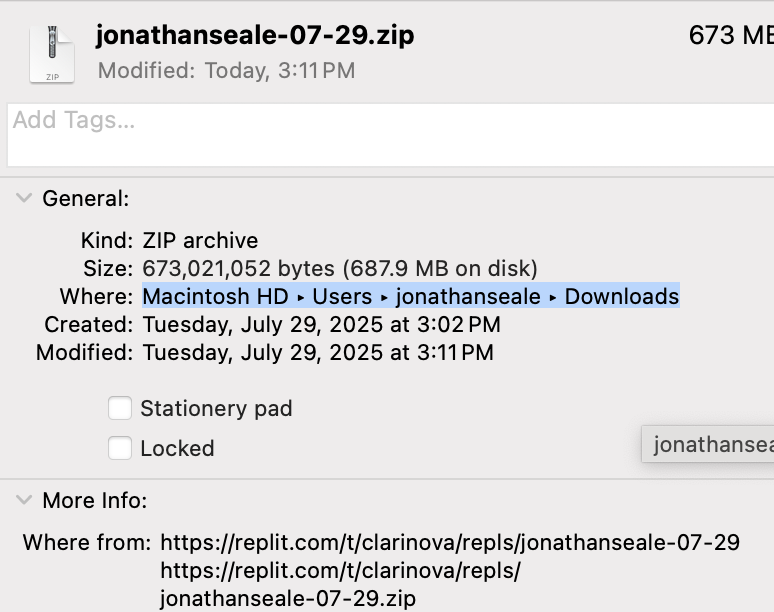 jonathanseale-07-29.zip 673 MB
ZIP
Modified: Today, 3:11 PM
Add Tags...
General:
Kind: ZIP archive
Size: 673,021,052 bytes (687.9 MB on disk)
Where: Macintosh HD ▸ Users ▸ jonathanseale ▸ Downloads
Created: Tuesday, July 29, 2025 at 3:02 PM
Modified: Tuesday, July 29, 2025 at 3:11 PM
Stationery pad
Locked
More Info:
Where from: https://replit.com/t/clarinova/repls/jonathanseale-07-29
https://replit.com/t/clarinova/repls/
jonathanseale-07-29.zip